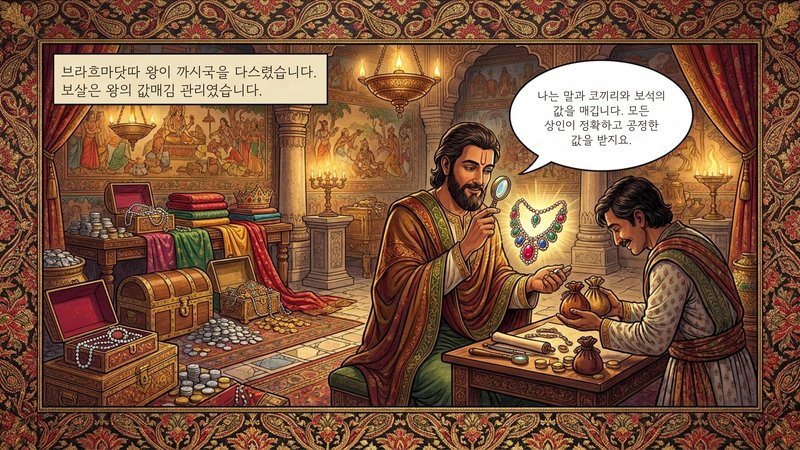 브라흐마닷따 왕이 까시국을 다스렸습니다.
보살은 왕의 값매김 관리였습니다.
나는 말과 코끼리와 보석의
값을 매깁니다. 모든
상인이 정확하고 공정한
값을 받지요.